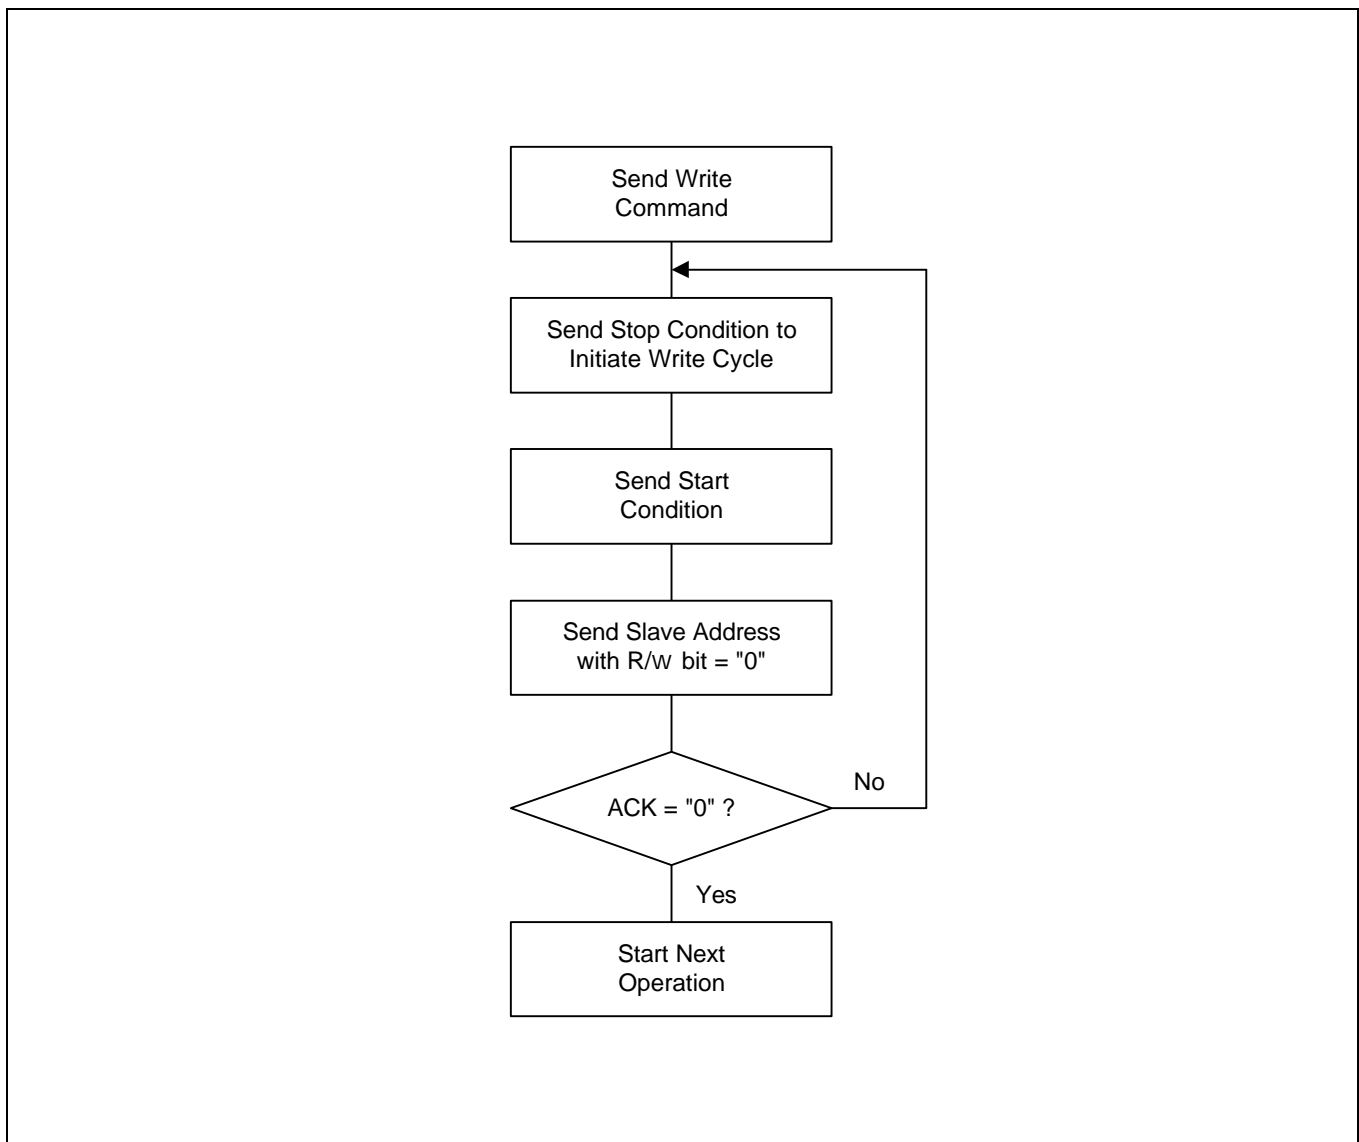 Send Write
Command
Send Stop Condition to
Initiate Write Cycle
Send Start
Condition
Send Slave Address
with R/W bit = "0"
ACK = "0" ?
No
Yes
Start Next
Operation